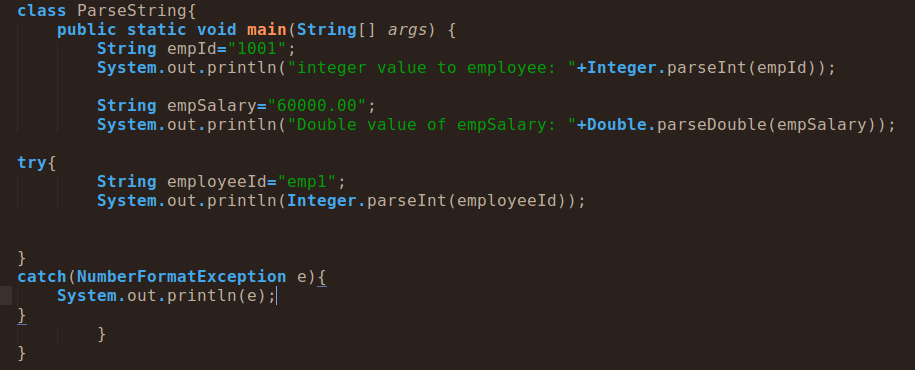 class ParseString{
    public static void main(String[] args) {
        String empId="1001";
        System.out.println("integer value to employee: "+Integer.parseInt(empId));

        String empSalary="60000.00";
        System.out.println("Double value of empSalary: "+Double.parseDouble(empSalary));

try{
        String employeeId="emp1";
        System.out.println(Integer.parseInt(employeeId));


}
catch(NumberFormatException e){
    System.out.println(e);
}
        }
}